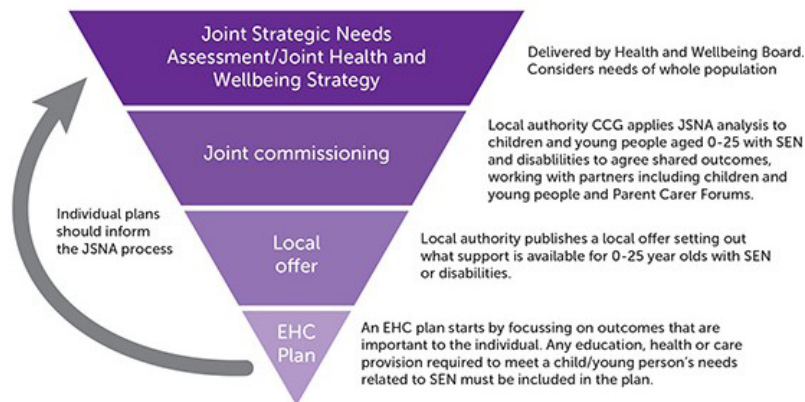 Joint Strategic Needs
Assessment/Joint Health and
Wellbeing Strategy
Delivered by Health and Wellbeing Board.
Considers needs of whole population
Joint commissioning
Local authority CCG applies JSNA analysis to
children and young people aged 0-25 with SEN
and disablilities to agree shared outcomes,
working with partners including children and
young people and Parent Carer Forums.
Individual plans
should inform
the JSNA process
Local
offer
Local authority publishes a local offer setting out
what support is available for 0-25 year olds with SEN
or disabilities.
EHC
Plan
An EHC plan starts by focussing on outcomes that are
important to the individual. Any education, health or care
provision required to meet a child/young person's needs
related to SEN must be included in the plan.